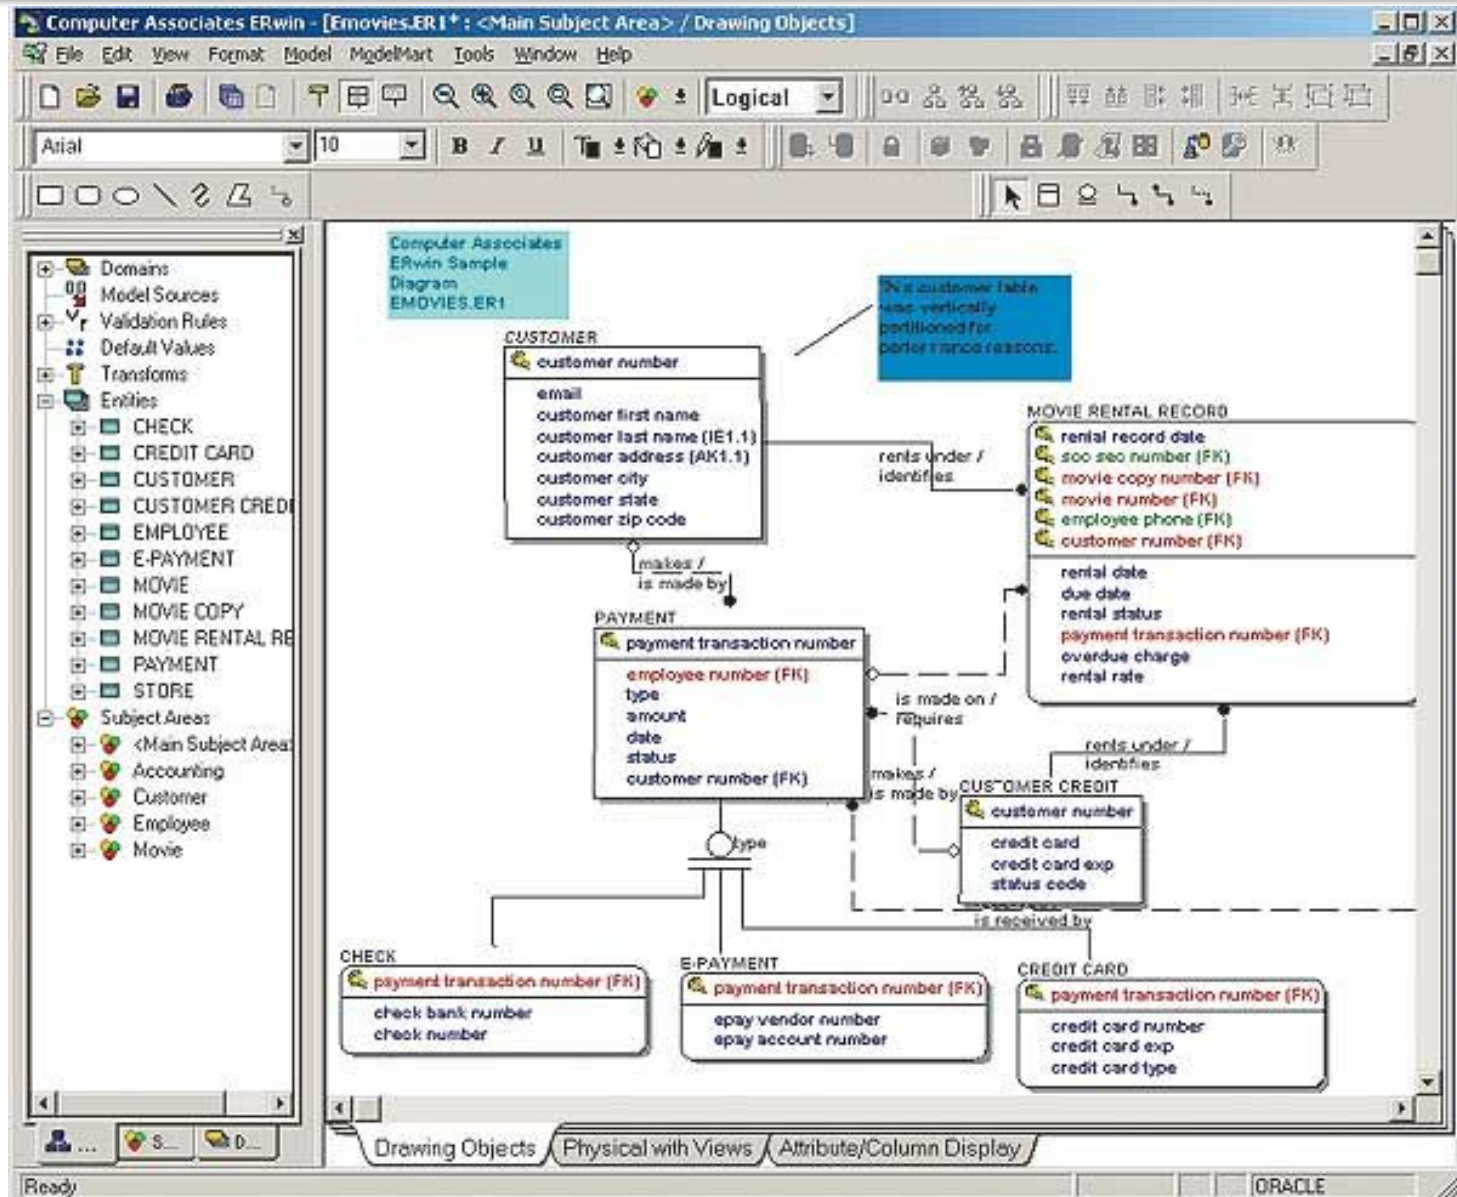 Computer Associates ERwin - [Emovies.ER1* : <Main Subject Area> / Drawing Objects]
File Edit View Format Model ModelMart Tools Window Help
Logical
Arial 10 B I U
Domains
Model Sources
Validation Rules
Default Values
Transforms
Entities
CHECK
CREDIT CARD
CUSTOMER
CUSTOMER CREDI
EMPLOYEE
E-PAYMENT
MOVIE
MOVIE COPY
MOVIE RENTAL RE
PAYMENT
STORE
Subject Areas
<Main Subject Area>
Accounting
Customer
Employee
Movie
S...
D...
Computer Associates
ERwin Sample
Diagram
EMOVIES.ER1
This customer table
was vertically
partitioned for
performance reasons.
CUSTOMER
customer number
email
customer first name
customer last name (IE1.1)
customer address (AK1.1)
customer city
customer state
customer zip code
rents under /
identifies
MOVIE RENTAL RECORD
rental record date
soc sec number (FK)
movie copy number (FK)
movie number (FK)
employee phone (FK)
customer number (FK)
rental date
due date
rental status
payment transaction number (FK)
overdue charge
rental rate
makes /
is made by
PAYMENT
payment transaction number
employee number (FK)
type
amount
date
status
customer number (FK)
is made on /
requires
rents under /
identifies
makes /
is made by
CUSTOMER CREDIT
customer number
credit card
credit card exp
status code
type
is received by
CHECK
payment transaction number (FK)
check bank number
check number
E-PAYMENT
payment transaction number (FK)
epay vendor number
epay account number
CREDIT CARD
payment transaction number (FK)
credit card number
credit card exp
credit card type
Drawing Objects
Physical with Views
Attribute/Column Display
Ready
ORACLE